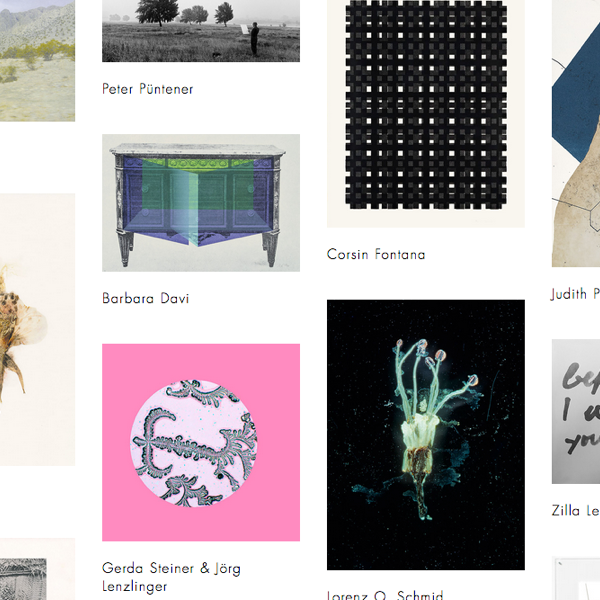 Peter Püntener
Barbara Davi
Gerda Steiner & Jörg
Lenzlinger
Corsin Fontana
Lorenz O. Schmid
Judith P
I
Zilla Le